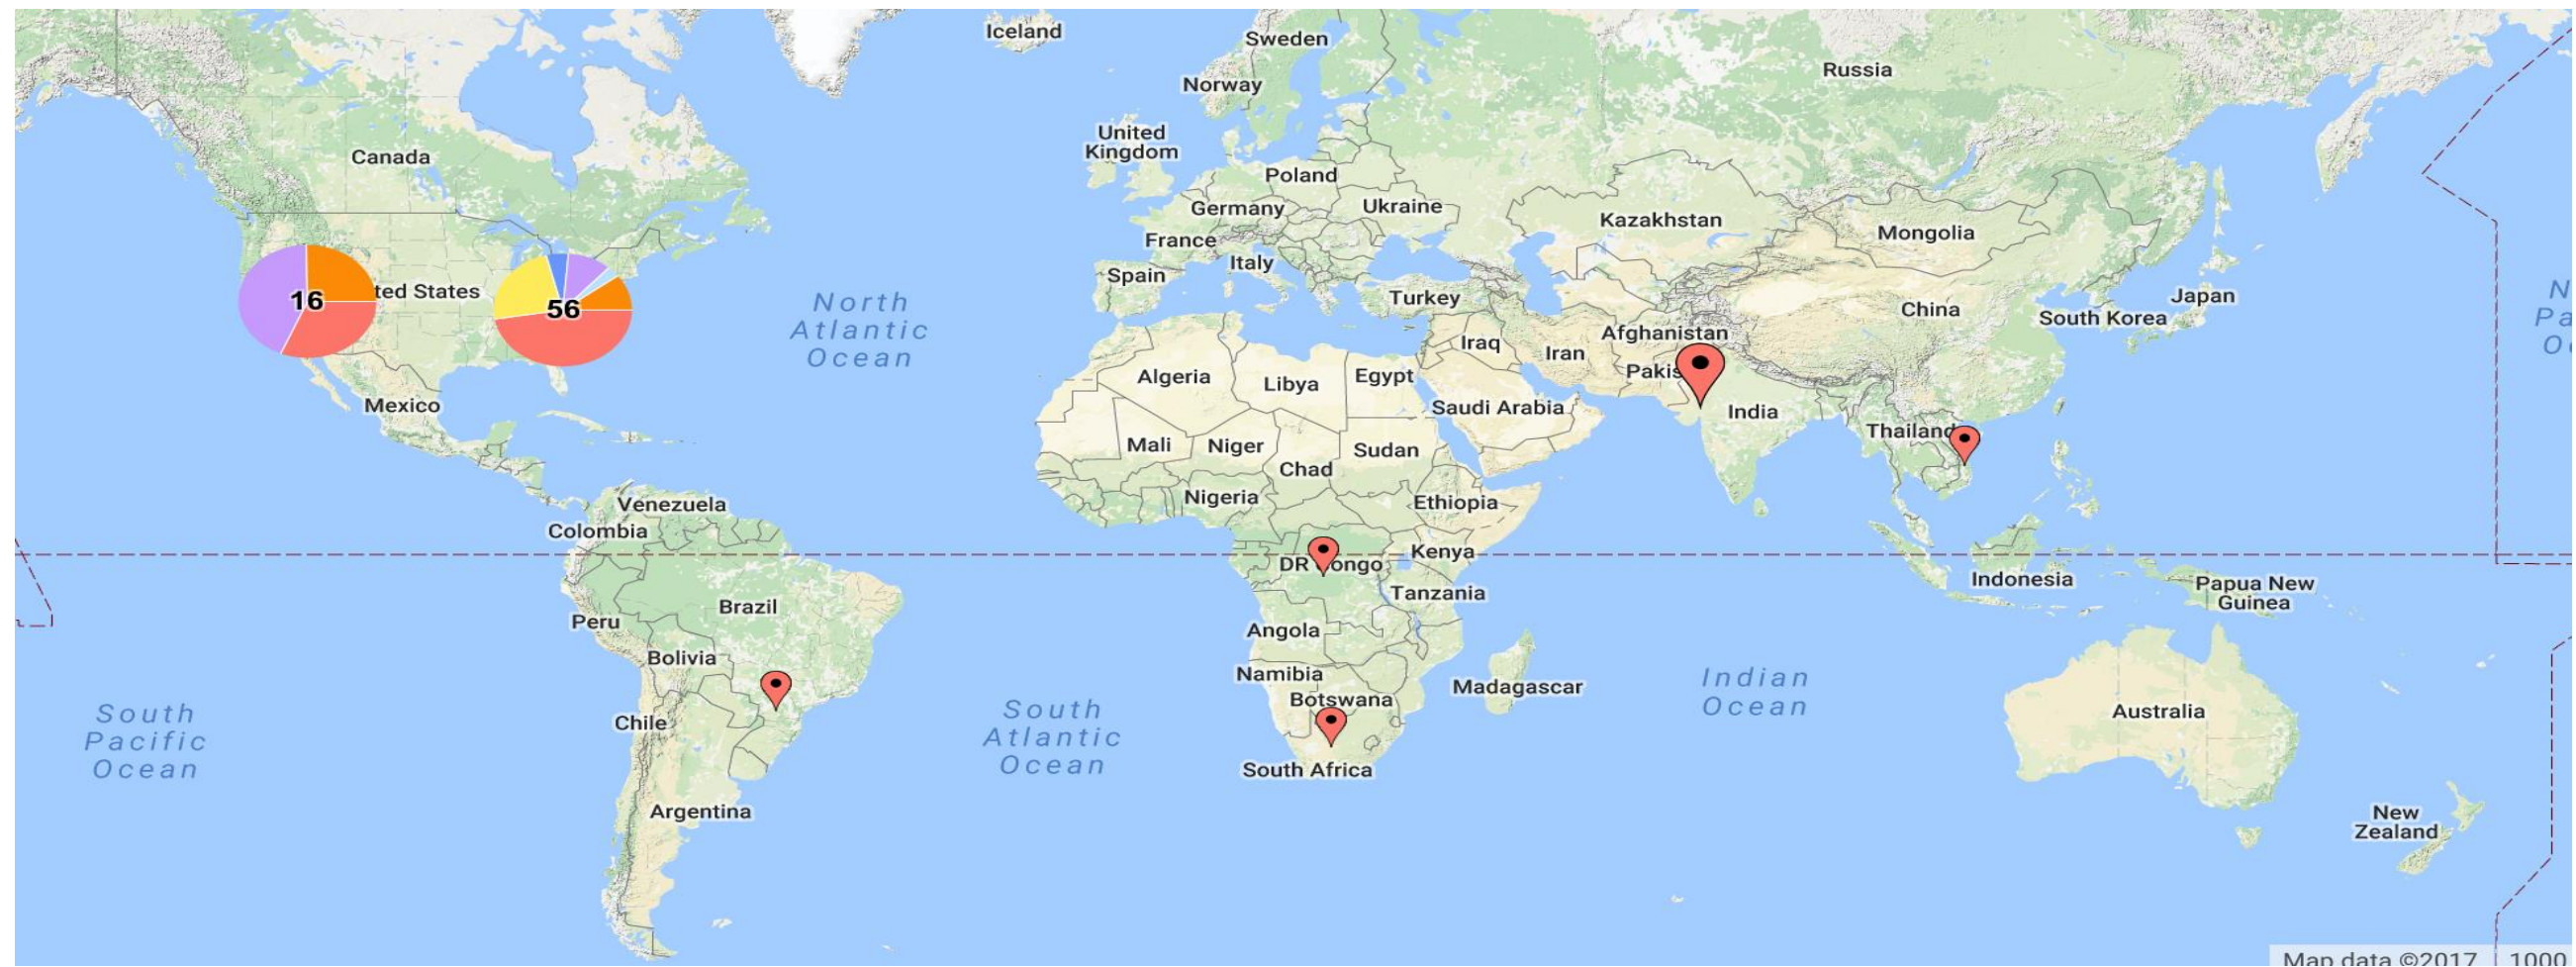 Iceland
Sweden
Norway
Russia
United
Kingdom
Canada
Poland
Germany
Ukraine
Kazakhstan
Mongolia
France
Italy
Spain
Turkey
16
ted States
56
North
Atlantic
Ocean
China
Japan
South Korea
N
Pa
Afghanistan
Iraq
Iran
Pakis
Algeria
Libya
Egypt
Saudi Arabia
India
Mexico
Mali
Niger
Chad
Sudan
Thailand
Nigeria
Ethiopia
Venezuela
Colombia
Kenya
DR ongo
Tanzania
Indonesia
Papua New
Guinea
Brazil
Peru
Angola
Bolivia
Namibia
Botswana
Madagascar
Indian
Ocean
South
Pacific
Ocean
Chile
South
Atlantic
Ocean
Australia
South Africa
Argentina
New
Zealand
Map data ©2017
1000